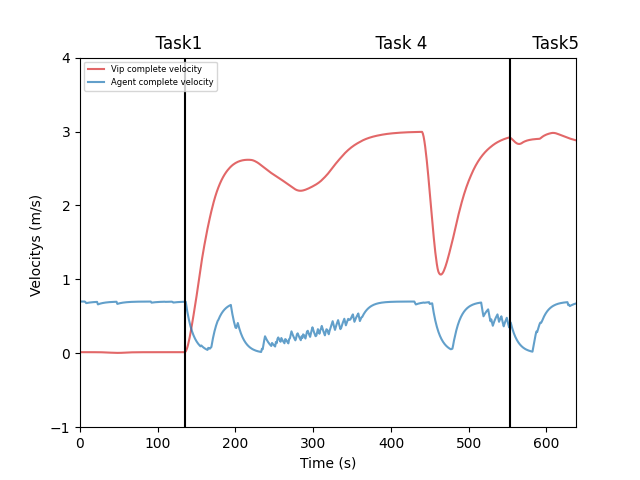 Task1 Task 4 Task5
Vip complete velocity
Agent complete velocity
4
3
2
1
0
−1
Velocitys (m/s)
0 100 200 300 400 500 600
Time (s)